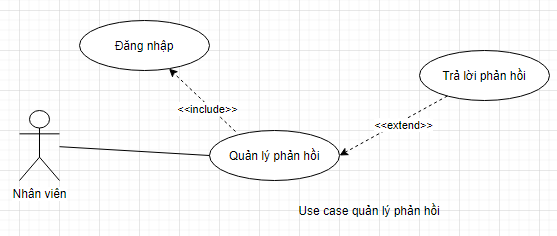 Đăng nhập
Trả lời phản hồi
<<include>>
<<extend>>
Quản lý phản hồi
Nhân viên
Use case quản lý phản hồi